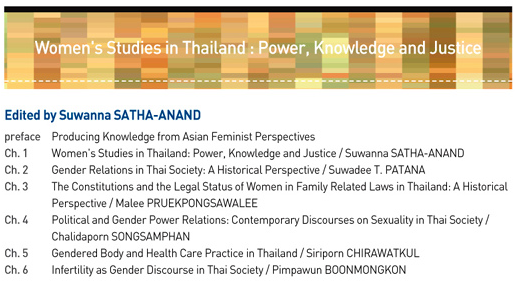 Women's Studies in Thailand : Power, Knowledge and Justice
Edited by Suwanna SATHA-ANAND
preface Producing Knowledge from Asian Feminist Perspectives
Ch. 1 Women's Studies in Thailand: Power, Knowledge and Justice / Suwanna SATHA-ANAND
Ch. 2 Gender Relations in Thai Society: A Historical Perspective / Suwadee T. PATANA
Ch. 3 The Constitutions and the Legal Status of Women in Family Related Laws in Thailand: A Historical
Perspective / Malee PRUEKPONGSAWALEE
Ch. 4 Political and Gender Power Relations: Contemporary Discourses on Sexuality in Thai Society /
Chalidaporn SONGSAMPHAN
Ch. 5 Gendered Body and Health Care Practice in Thailand / Siriporn CHIRAWATKUL
Ch. 6 Infertility as Gender Discourse in Thai Society / Pimpawun BOONMONGKON